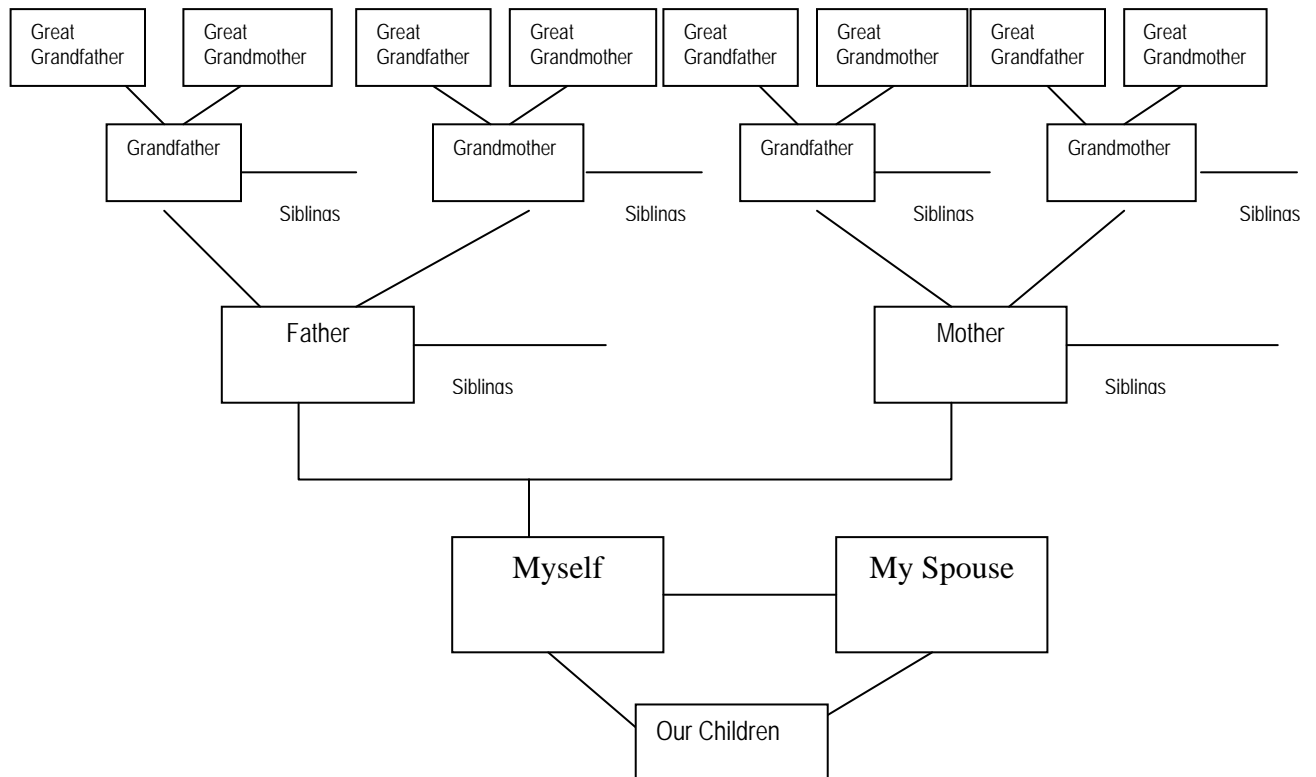 Great
Grandfather
Great
Grandmother
Great
Grandfather
Great
Grandmother
Great
Grandfather
Great
Grandmother
Great
Grandfather
Great
Grandmother
Grandfather
Grandmother
Grandfather
Grandmother
Siblings
Siblings
Siblings
Siblings
Father
Mother
Siblings
Siblings
Myself
My Spouse
Our Children